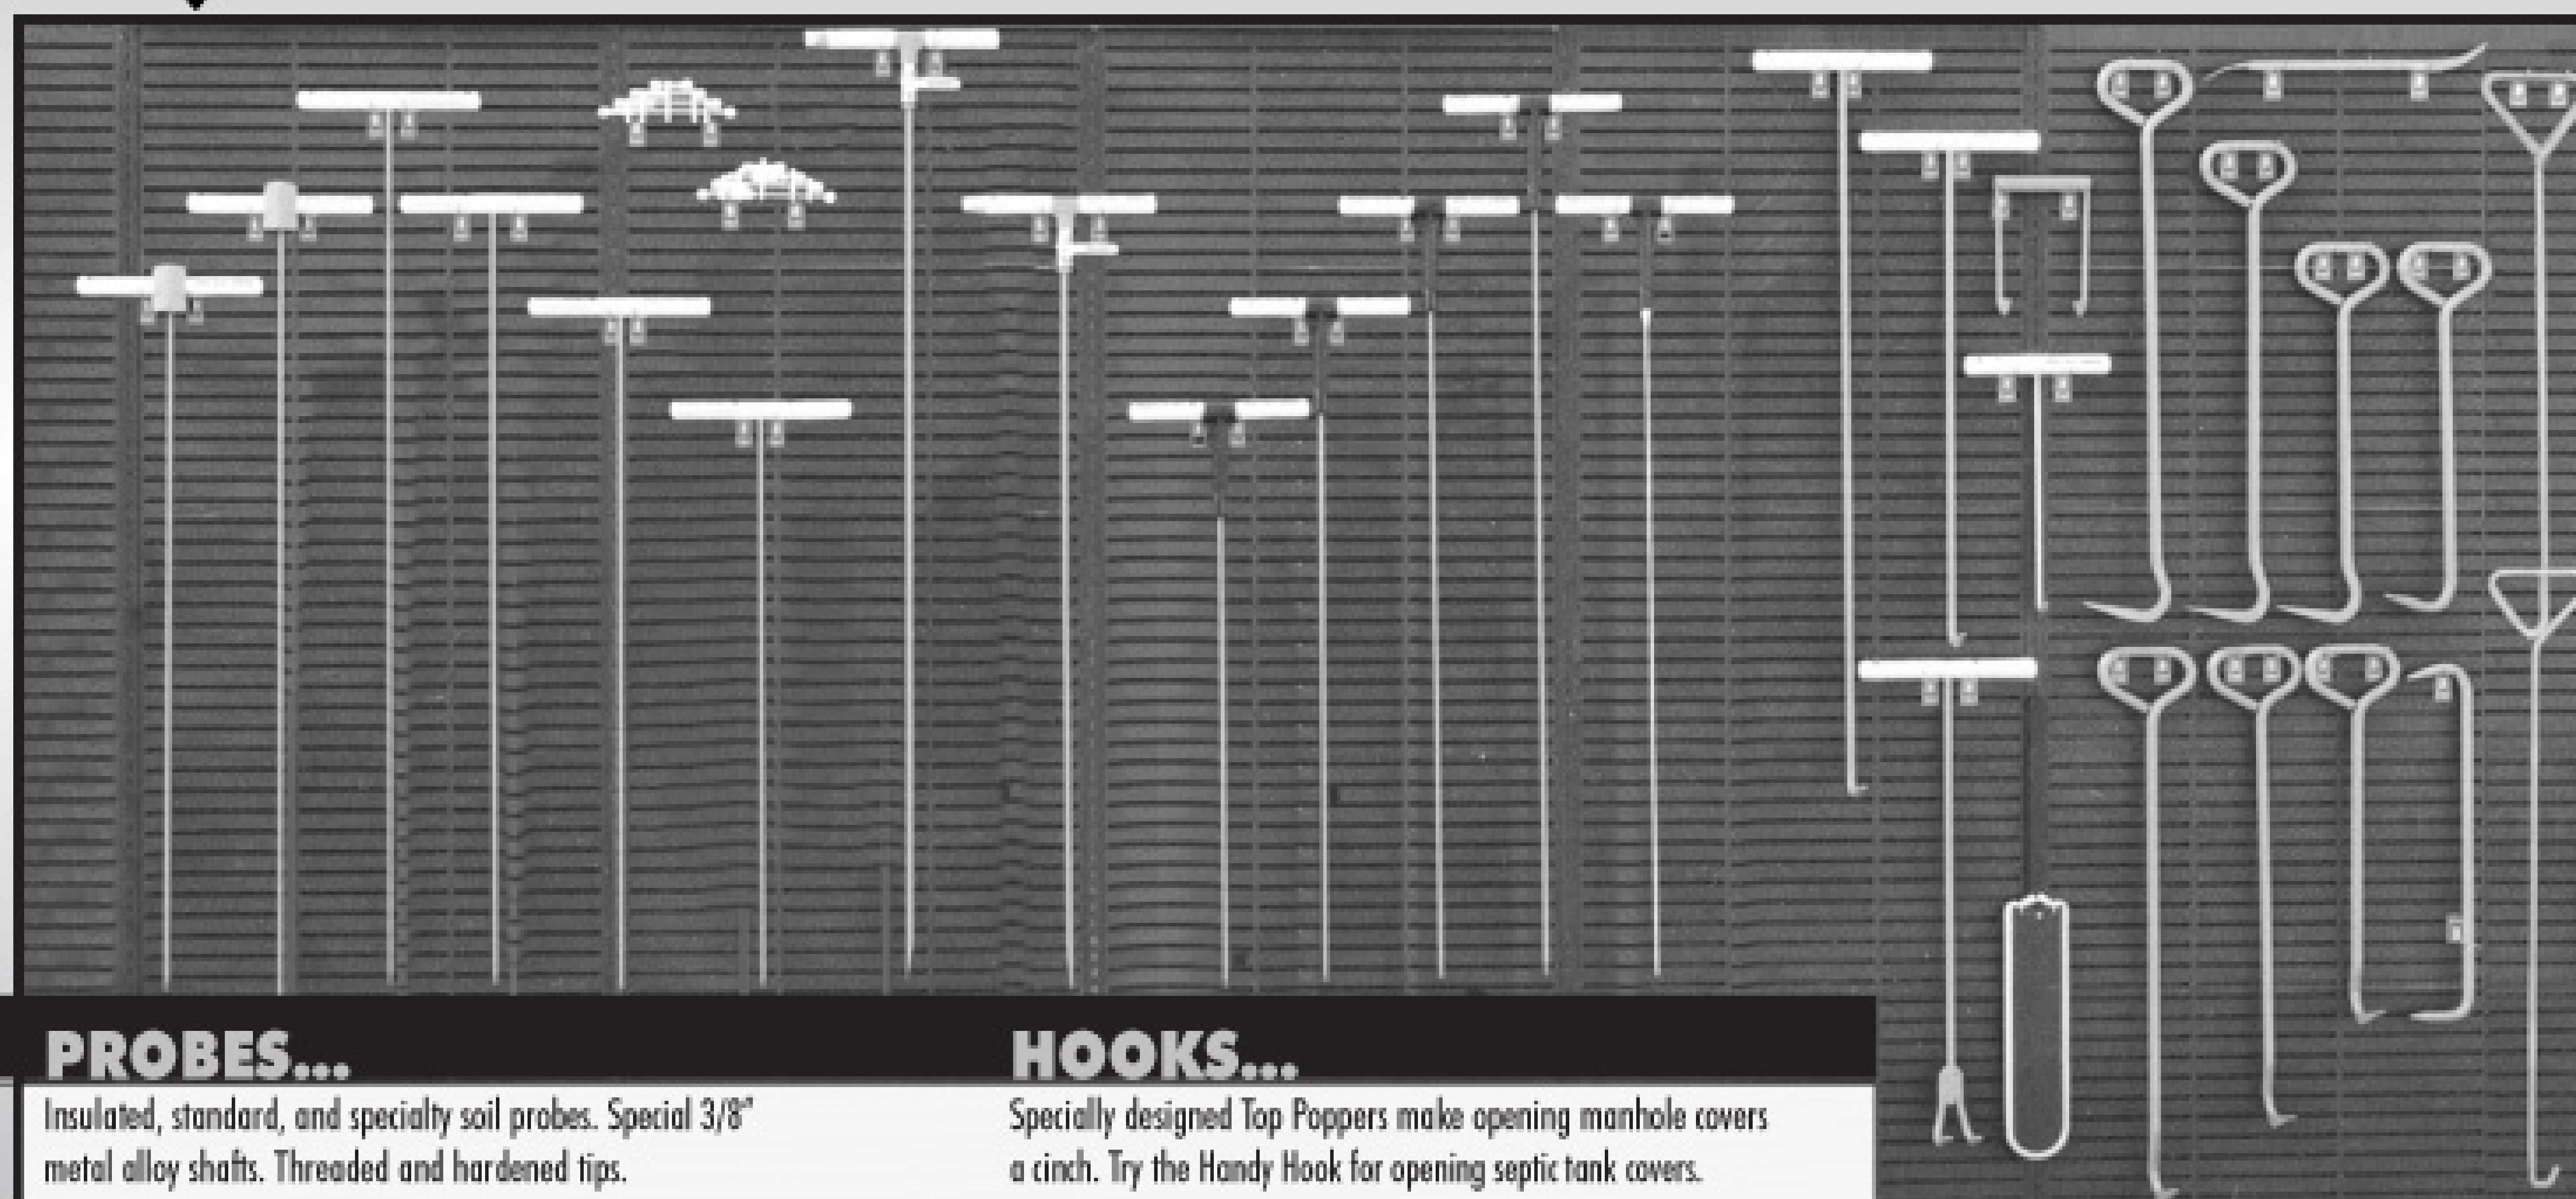 PROBES...
Insulated, standard, and specialty soil probes. Special 3/8"
metal alloy shafts. Threaded and hardened tips.
HOOKS...
Specially designed Top Poppers make opening manhole covers
a cinch. Try the Handy Hook for opening septic tank covers.